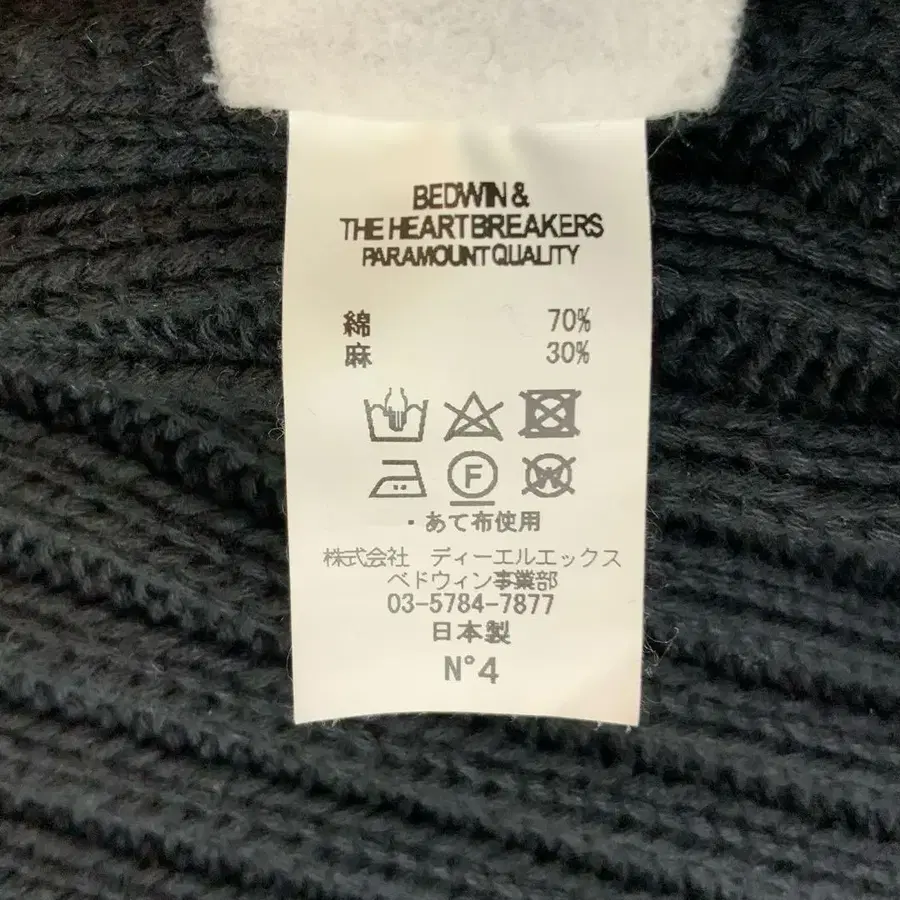 BEDWIN &
THE HEARTBREAKERS
PARAMOUNT QUALITY
綿 70%
麻 30%
F
W
・あて布使用
株式会社 ディーエルエックス
ベドウィン事業部
03-5784-7877
日本製
N°4